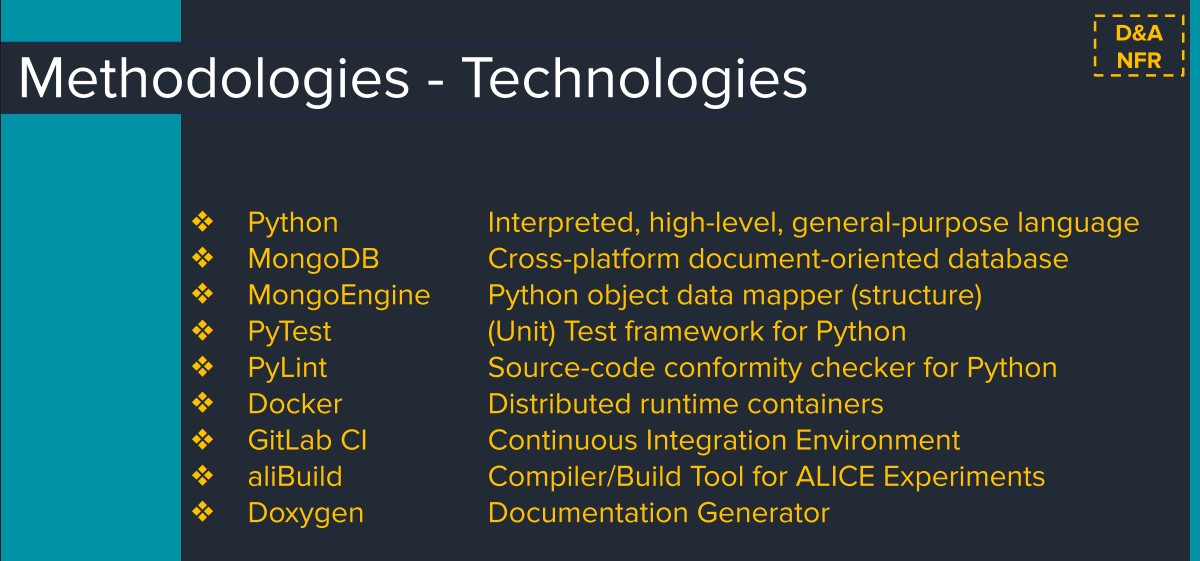 D&A
NFR
Methodologies - Technologies
❖ Python Interpreted, high-level, general-purpose language
❖ MongoDB Cross-platform document-oriented database
❖ MongoEngine Python object data mapper (structure)
❖ PyTest (Unit) Test framework for Python
❖ PyLint Source-code conformity checker for Python
❖ Docker Distributed runtime containers
❖ GitLab CI Continuous Integration Environment
❖ aliBuild Compiler/Build Tool for ALICE Experiments
❖ Doxygen Documentation Generator